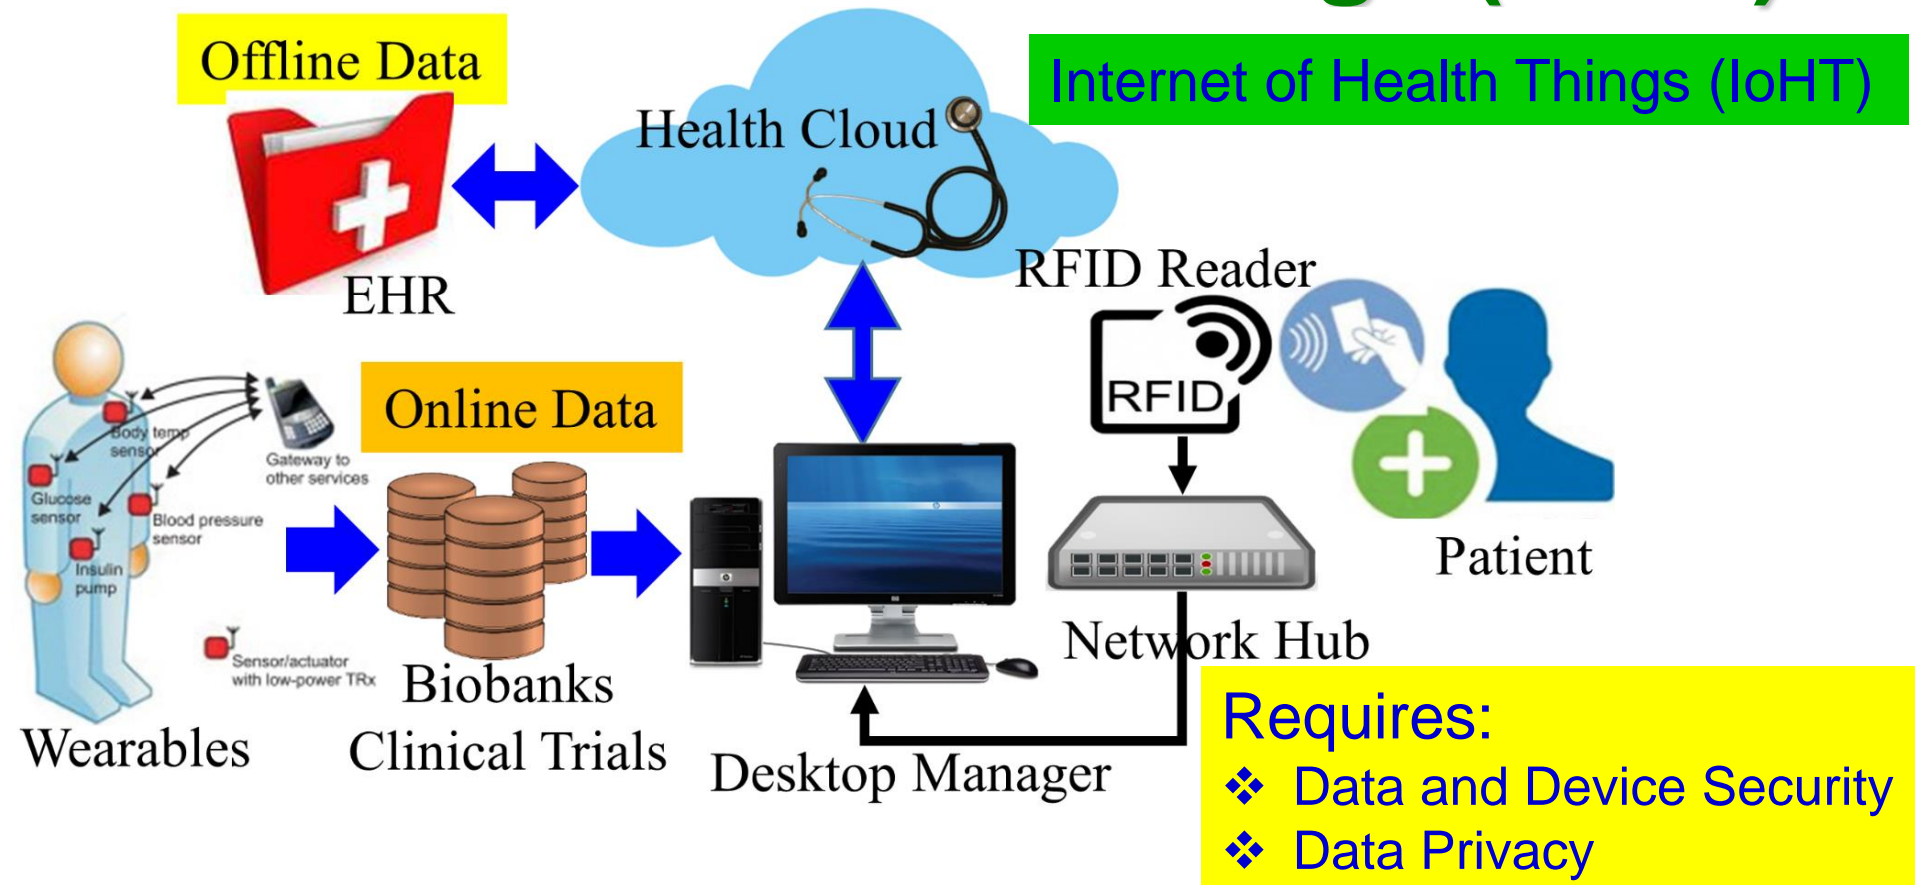 Internet of Health Things (IoHT)
Offline Data
Health Cloud
EHR
RFID Reader
RFID
Patient
Online Data
Body temp
sensor
Gateway to
other services
Glucose
sensor
Blood pressure
sensor
Insulin
pump
Sensor/actuator
with low-power TRx
Wearables
Biobanks
Clinical Trials
Desktop Manager
Network Hub
Requires:
❖ Data and Device Security
❖ Data Privacy